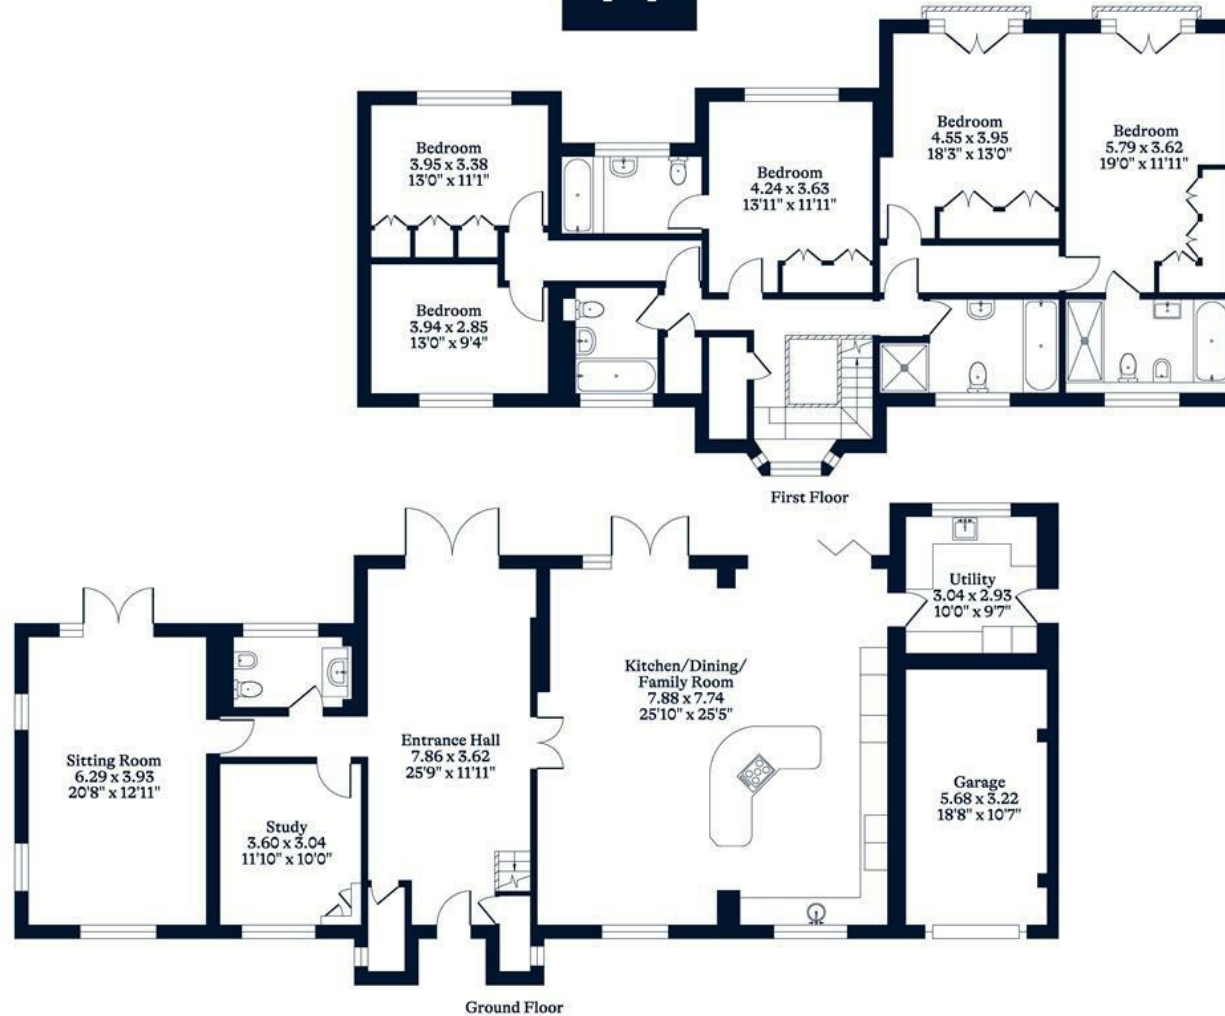 Bedroom
3.95 x 3.38
13'0" x 11'1"
Bedroom
4.24 x 3.63
13'11" x 11'11"
Bedroom
4.55 x 3.95
18'3" x 13'0"
Bedroom
5.79 x 3.62
19'0" x 11'11"
Bedroom
3.94 x 2.85
13'0" x 9'4"
First Floor
Utility
3.04 x 2.93
10'0" x 9'7"
Kitchen/Dining/
Family Room
7.88 x 7.74
25'10" x 25'5"
Entrance Hall
7.86 x 3.62
25'9" x 11'11"
Sitting Room
6.29 x 3.93
20'8" x 12'11"
Study
3.60 x 3.04
11'10" x 10'0"
Garage
5.68 x 3.22
18'8" x 10'7"
Ground Floor